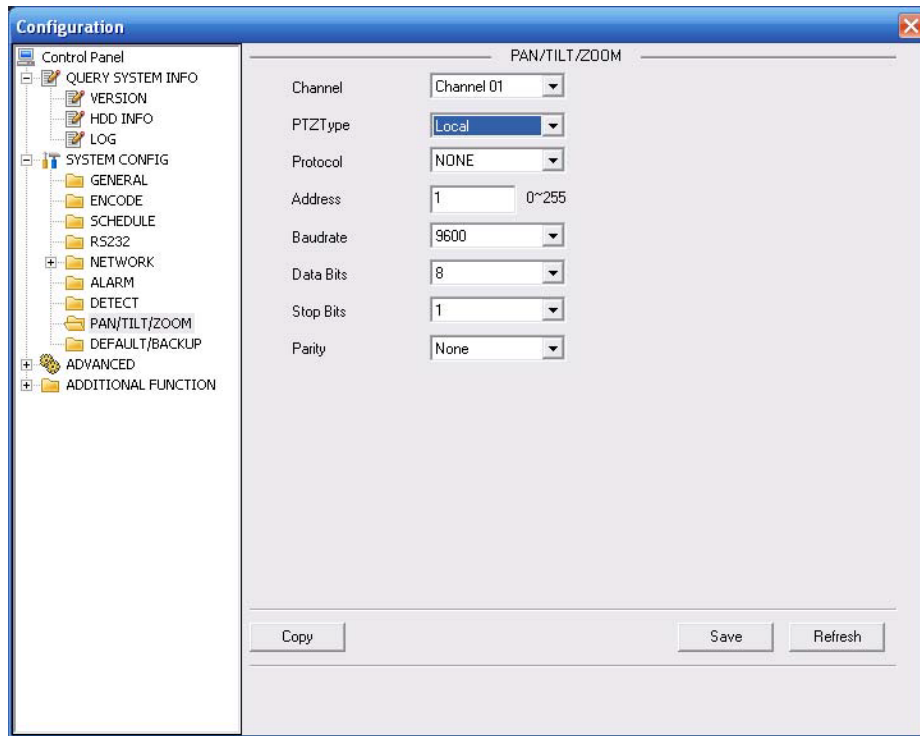 Configuration
Control Panel
QUERY SYSTEM INFO
VERSION
HDD INFO
LOG
SYSTEM CONFIG
GENERAL
ENCODE
SCHEDULE
RS232
NETWORK
ALARM
DETECT
PAN/TILT/ZOOM
DEFAULT/BACKUP
ADVANCED
ADDITIONAL FUNCTION
PAN/TILT/ZOOM
Channel Channel 01
PTZType Local
Protocol NONE
Address 1 0~255
Baudrate 9600
Data Bits 8
Stop Bits 1
Parity None
Copy Save Refresh